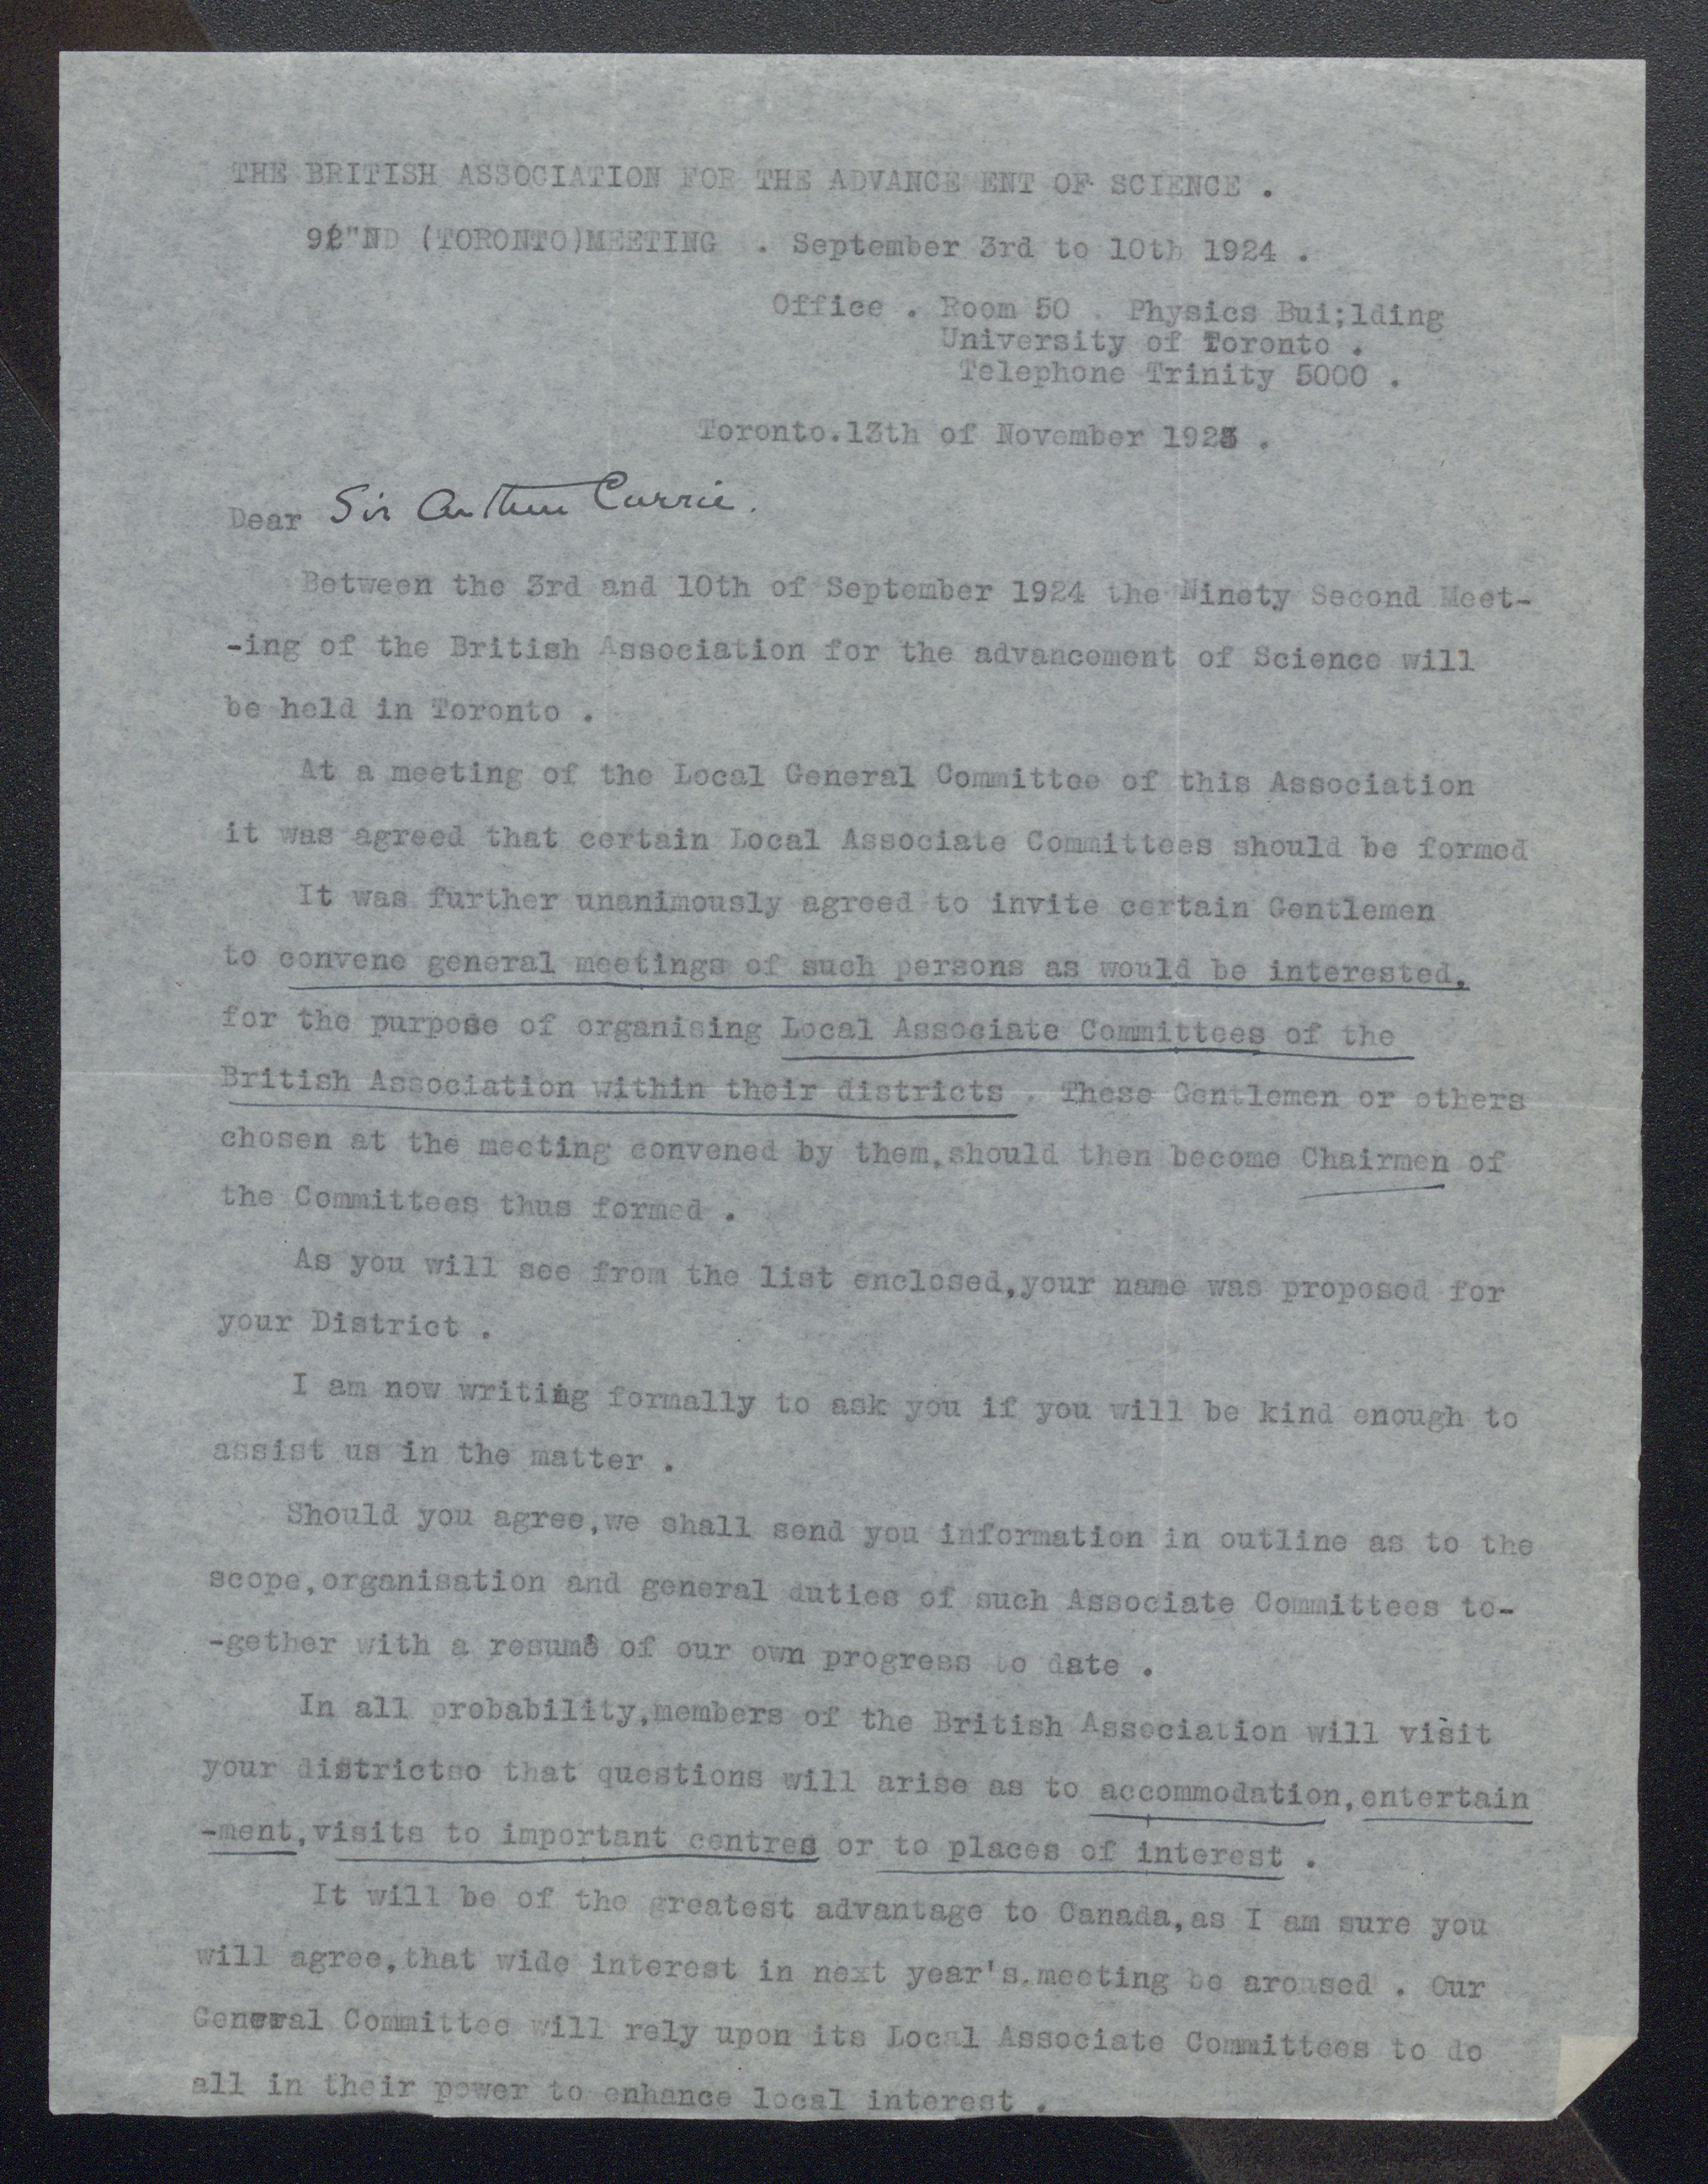 THE BRITISH ASSOCIATION FOR THE ADVANCE ENT OF SCIENCE .
92"ND (TORONTO)MEETING . September 3rd to 10th 1924 .
Office . Room 50 . Physics Bui;lding
University of Toronto .
Telephone Trinity 5000 .
Toronto.13th of November 1923 .
Dear Sir Arthur Currie.
Between the 3rd and 10th of September 1924 the Ninety Second Meet-
-ing of the British Association for the advancement of Science will
be held in Toronto .
At a meeting of the Local General Committee of this Association
it was agreed that certain Local Associate Committees should be formed
It was further unanimously agreed to invite certain Gentlemen
to convene general meetings of such persons as would be interested,
for the purpose of organising Local Associate Committees of the
British Association within their districts . These Gentlemen or others
chosen at the meeting convened by them,should then become Chairmen of
the Committees thus formed .
As you will see from the list enclosed,your name was proposed for
your District .
I am now writing formally to ask you if you will be kind enough to
assist us in the matter .
Should you agree,we shall send you information in outline as to the
scope,organisation and general duties of such Associate Committees to-
-gether with a resumé of our own progress to date .
In all probability,members of the British Association will visit
your districtso that questions will arise as to accommodation,entertain
-ment,visits to important centres or to places of interest .
It will be of the greatest advantage to Canada,as I am sure you
will agree,that wide interest in next year's.meeting be aroused . Our
General Committee will rely upon its Local Associate Committees to do
all in their power to enhance local interest .